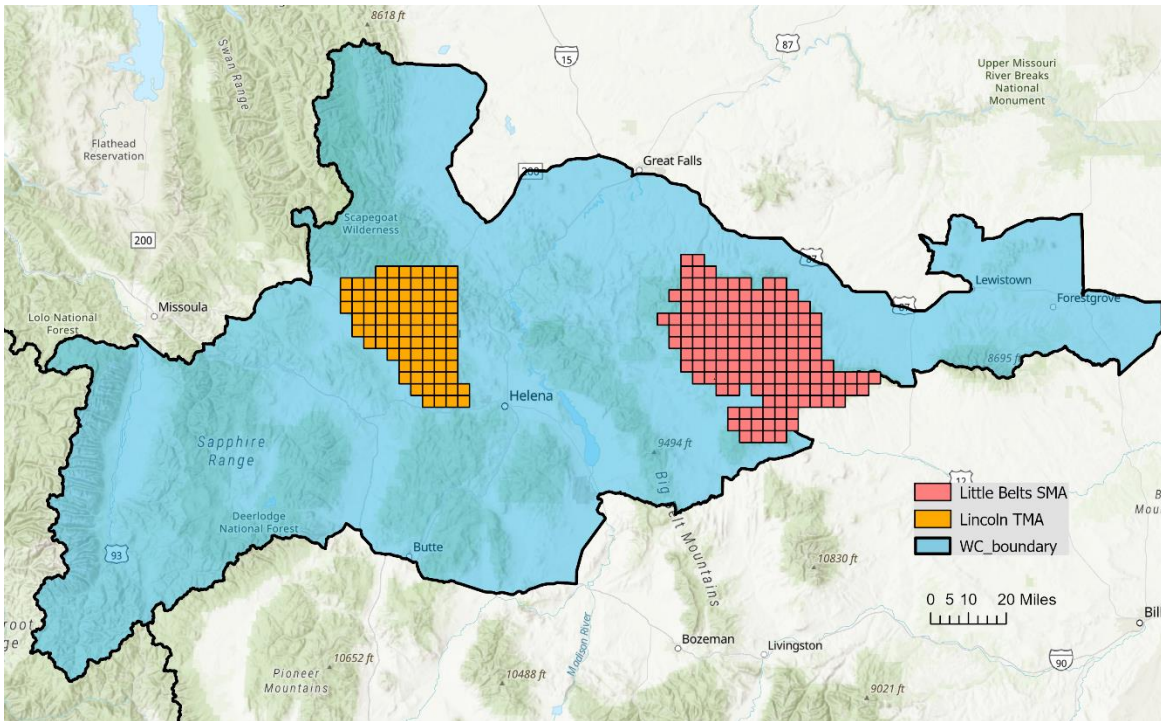 8618 ft
Swan Range
15
87
Upper Missouri
River Breaks
National
Monument
Flathead
Reservation
Great Falls
200
Scapegoat
Wilderness
200
87
Missoula
Lewistown
87
Forestgrove
Lolo National
Forest
8695 ft
Helena
Sapphire
Range
9494 ft
Big Belt Mountains
12
Little Belts SMA
Lincoln TMA
WC_boundary
Deerlodge
National Forest
93
Butte
10830 ft
0 5 10 20 Miles
Madison River
Bozeman
Livingston
Bil
10652 ft
Pioneer
Mountains
10488 ft
90
9021 ft